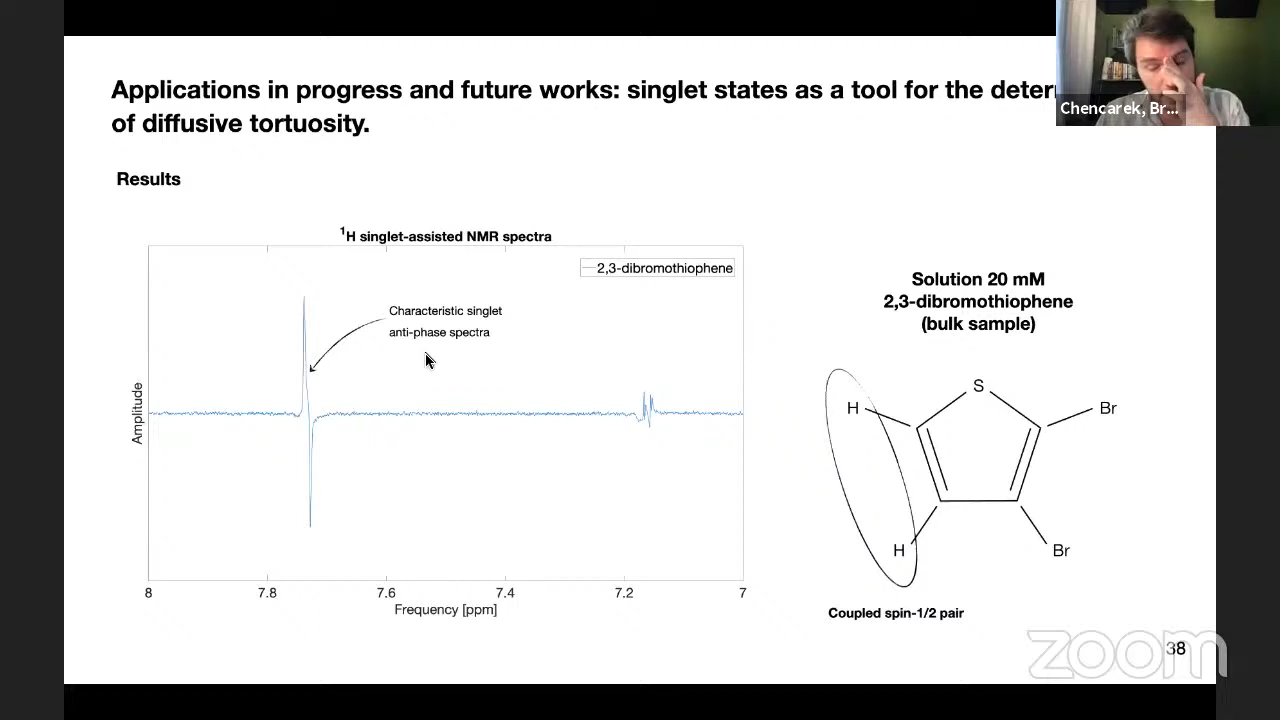 Applications in progress and future works: singlet states as a tool for the deter
of diffusive tortuosity.
Chencarek, Br...
Results
¹H singlet-assisted NMR spectra
2,3-dibromothiophene
Characteristic singlet
anti-phase spectra
Amplitude
8 7.8 7.6 7.4 7.2 7
Frequency [ppm]
Solution 20 mM
2,3-dibromothiophene
(bulk sample)
S
H
Br
H
Br
Coupled spin-1/2 pair
zoom
38